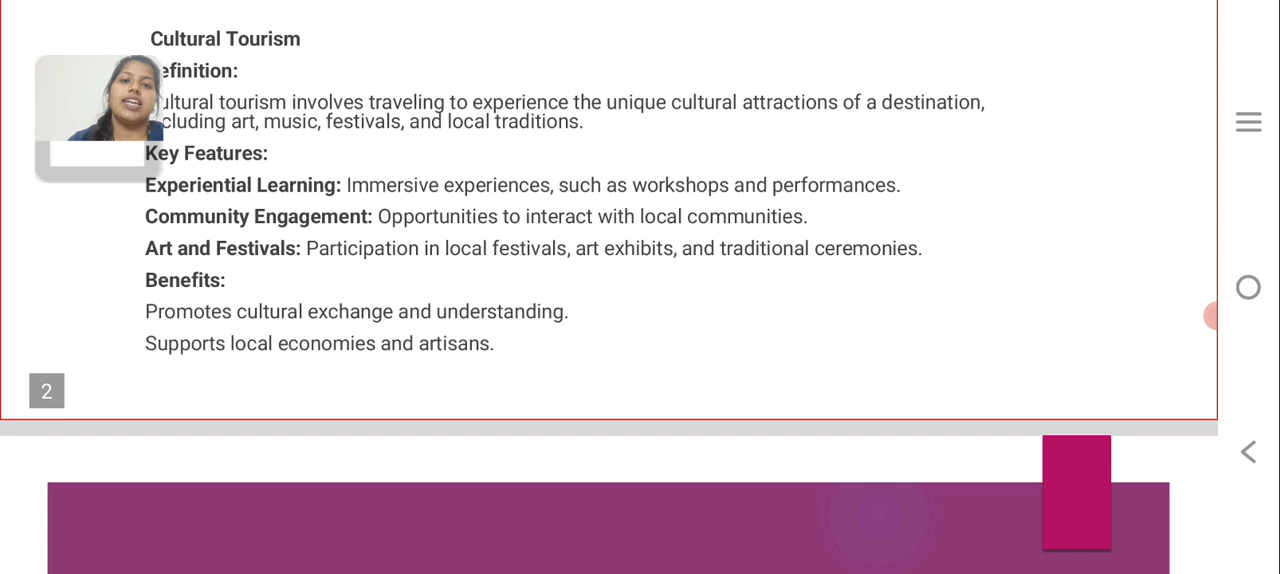 Cultural Tourism
efinition:
ultural tourism involves traveling to experience the unique cultural attractions of a destination,
cluding art, music, festivals, and local traditions.
Key Features:
Experiential Learning: Immersive experiences, such as workshops and performances.
Community Engagement: Opportunities to interact with local communities.
Art and Festivals: Participation in local festivals, art exhibits, and traditional ceremonies.
Benefits:
Promotes cultural exchange and understanding.
Supports local economies and artisans.
2